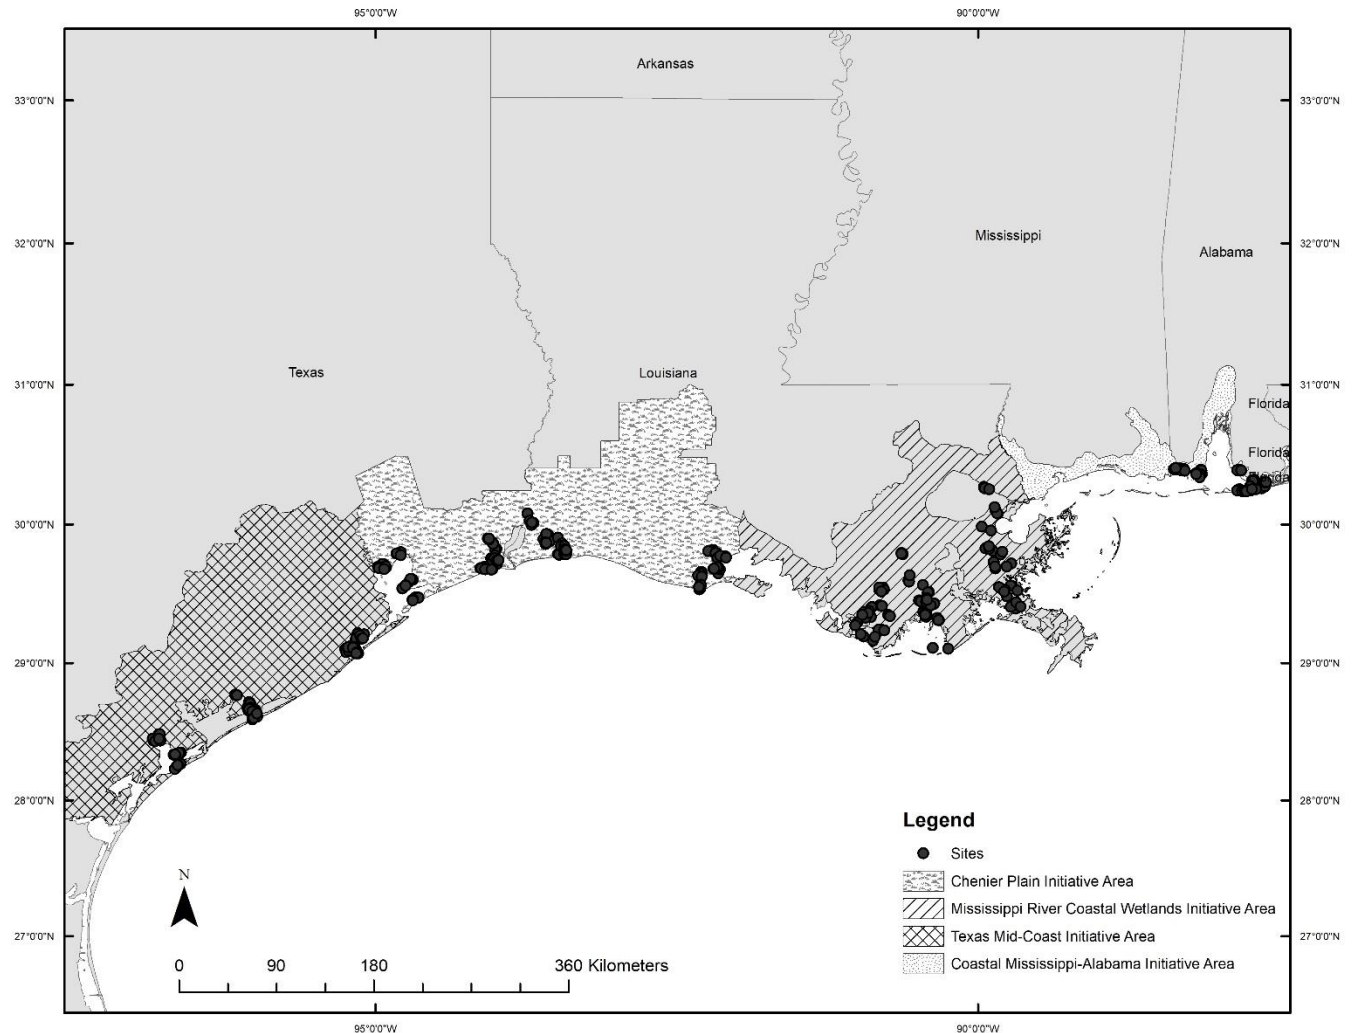 95°0'0"W
90°0'0"W
Arkansas
33°0'0"N
33°0'0"N
32°0'0"N
Mississippi
Alabama
32°0'0"N
31°0'0"N
Texas
Louisiana
31°0'0"N
Florida
Florida
Florida
30°0'0"N
30°0'0"N
29°0'0"N
29°0'0"N
28°0'0"N
28°0'0"N
Legend
Sites
Chenier Plain Initiative Area
Mississippi River Coastal Wetlands Initiative Area
Texas Mid-Coast Initiative Area
Coastal Mississippi-Alabama Initiative Area
N
27°0'0"N
27°0'0"N
0 90 180 360 Kilometers
95°0'0"W
90°0'0"W